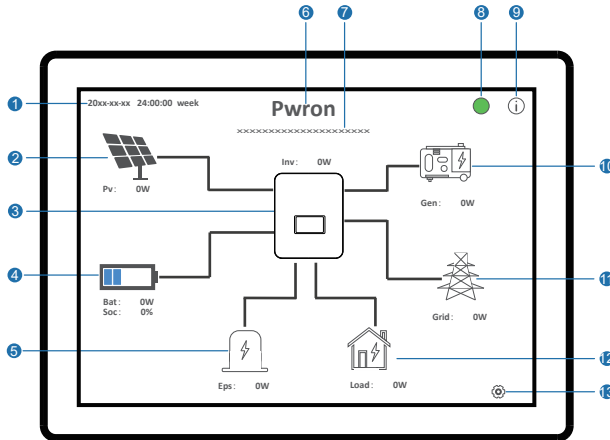 6 7 8 9
1 20xx-xx-xx 24:00:00 week Pwron
xxxxxxxxxxxxxxxxxxxxxx
2 Inv: 0W 10
Pv: 0W Gen: 0W
3
4 11
Bat: 0W
Soc: 0% Grid: 0W
5 12
Eps: 0W Load: 0W
13